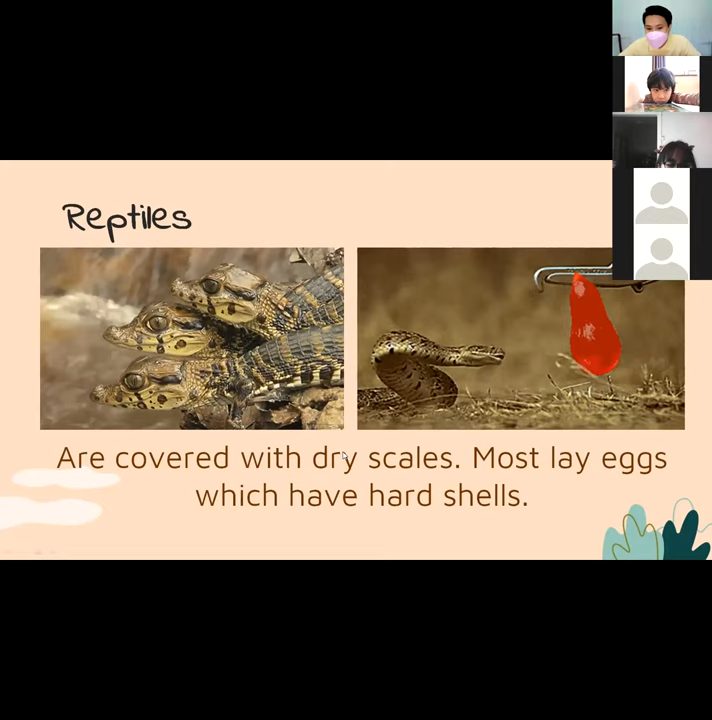 Reptiles
Are covered with dry scales. Most lay eggs
which have hard shells.